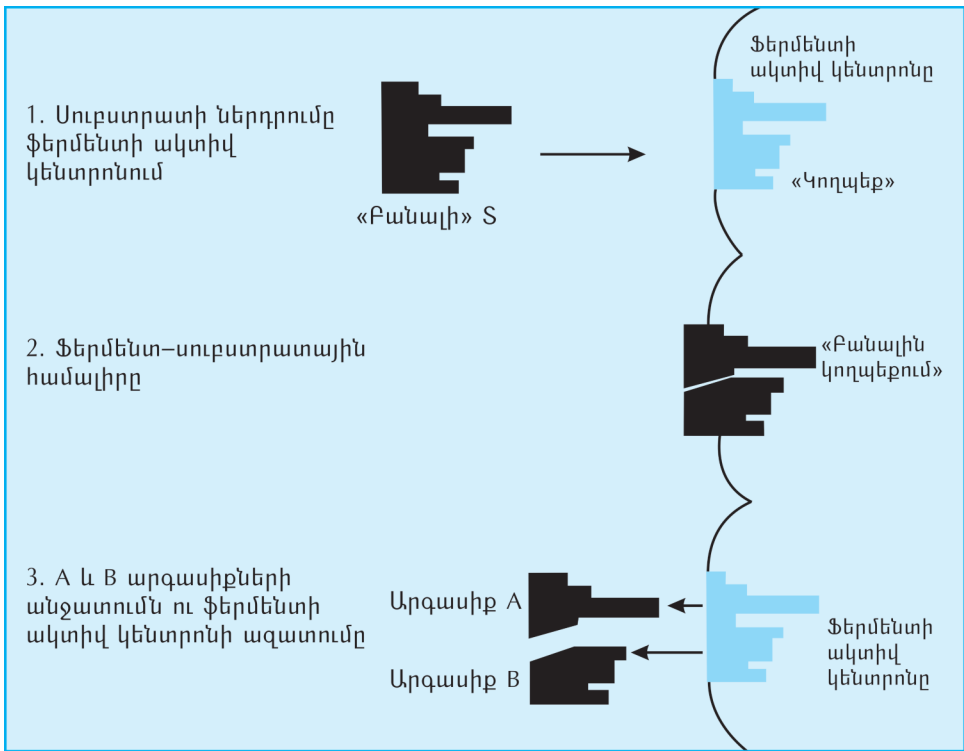 1. Սուբստրատի ներդրումը
ֆերմենտի ակտիվ
կենտրոնում
«Բանալի» S
Ֆերմենտի
ակտիվ կենտրոնը
«Կողպեք»
2. Ֆերմենտ–սուբստրատային
համալիրը
«Բանալին
կողպեքում»
3. A և B արգասիքների
անջատումն ու ֆերմենտի
ակտիվ կենտրոնի ազատումը
Արգասիք A
Արգասիք B
Ֆերմենտի
ակտիվ
կենտրոնը